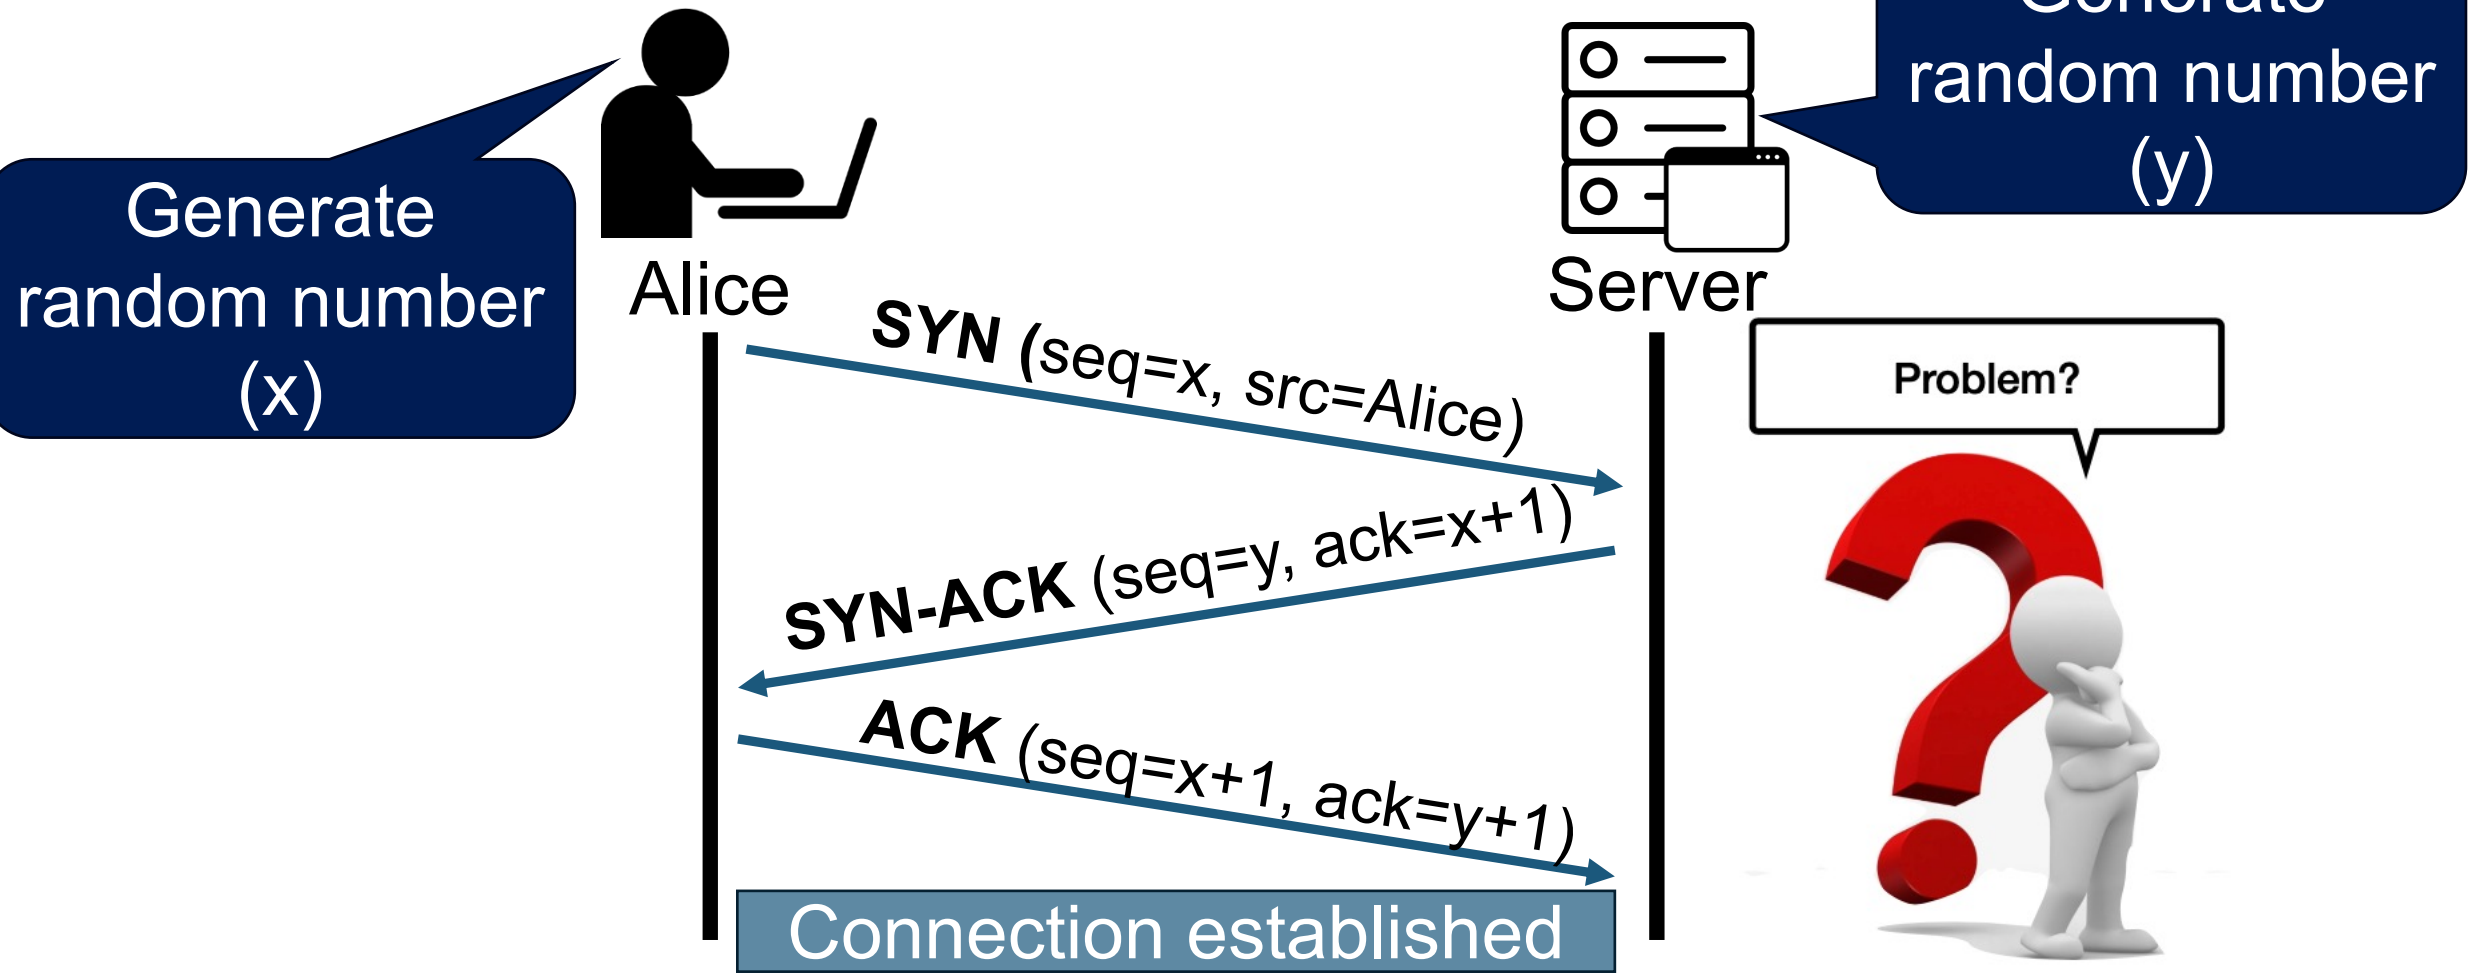 Generate
random number
(y)
Generate
random number
(x)
Alice
Server
SYN (seq=x, src=Alice)
Problem?
SYN-ACK (seq=y, ack=x+1)
ACK (seq=x+1, ack=y+1)
Connection established